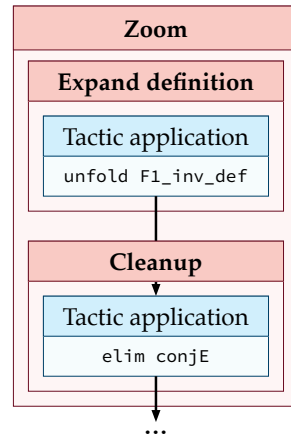 Zoom
Expand definition
Tactic application
unfold F1_inv_def
Cleanup
Tactic application
elim conjE
...